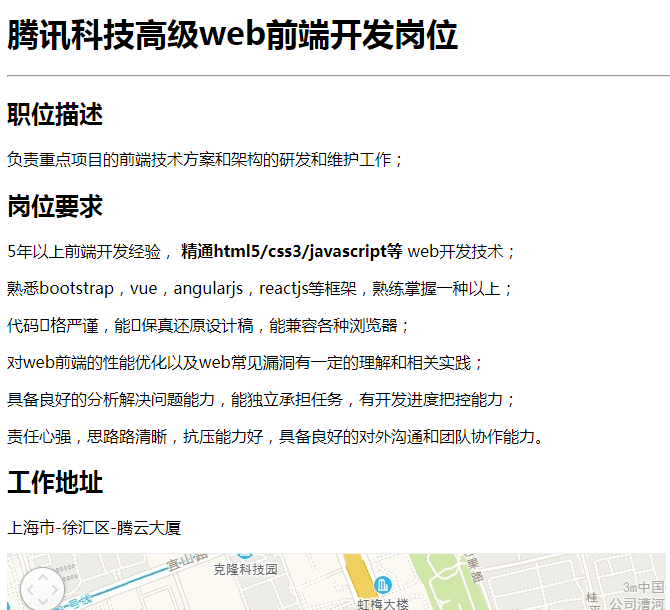 腾讯科技高级web前端开发岗位
职位描述
负责重点项目的前端技术方案和架构的研发和维护工作；
岗位要求
5年以上前端开发经验， 精通html5/css3/javascript等 web开发技术；
熟悉bootstrap，vue，angularjs，reactjs等框架，熟练掌握一种以上；
代码格严谨，能保真还原设计稿，能兼容各种浏览器；
对web前端的性能优化以及web常见漏洞有一定的理解和相关实践；
具备良好的分析解决问题能力，能独立承担任务，有开发进度把控能力；
责任心强，思路路清晰，抗压能力好，具备良好的对外沟通和团队协作能力。
工作地址
上海市-徐汇区-腾云大厦
宜山路
克隆科技园
桂果路
号线
3m中国
虹梅大楼
桂平
公司漕河